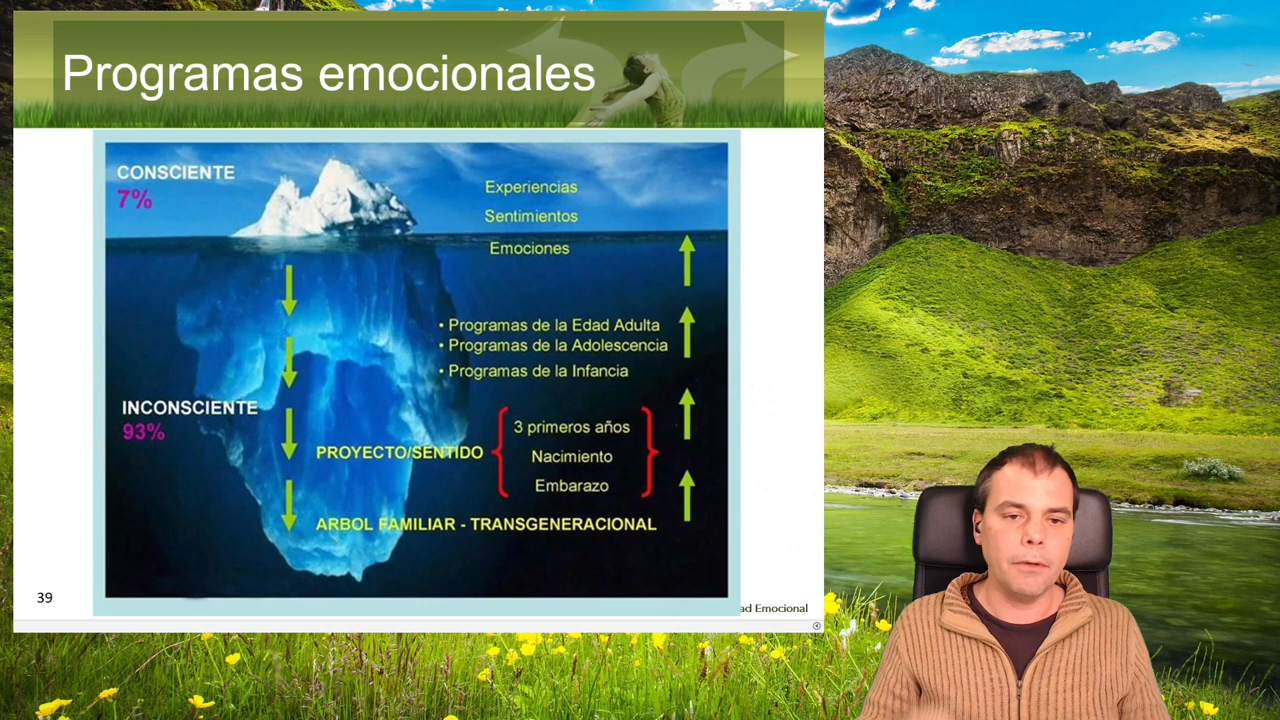 Programas emocionales
CONSCIENTE
7%
Experiencias
Sentimientos
Emociones
• Programas de la Edad Adulta
• Programas de la Adolescencia
• Programas de la Infancia
INCONSCIENTE
93%
PROYECTO/SENTIDO
3 primeros años
Nacimiento
Embarazo
ARBOL FAMILIAR - TRANSGENERACIONAL
39
ad Emocional